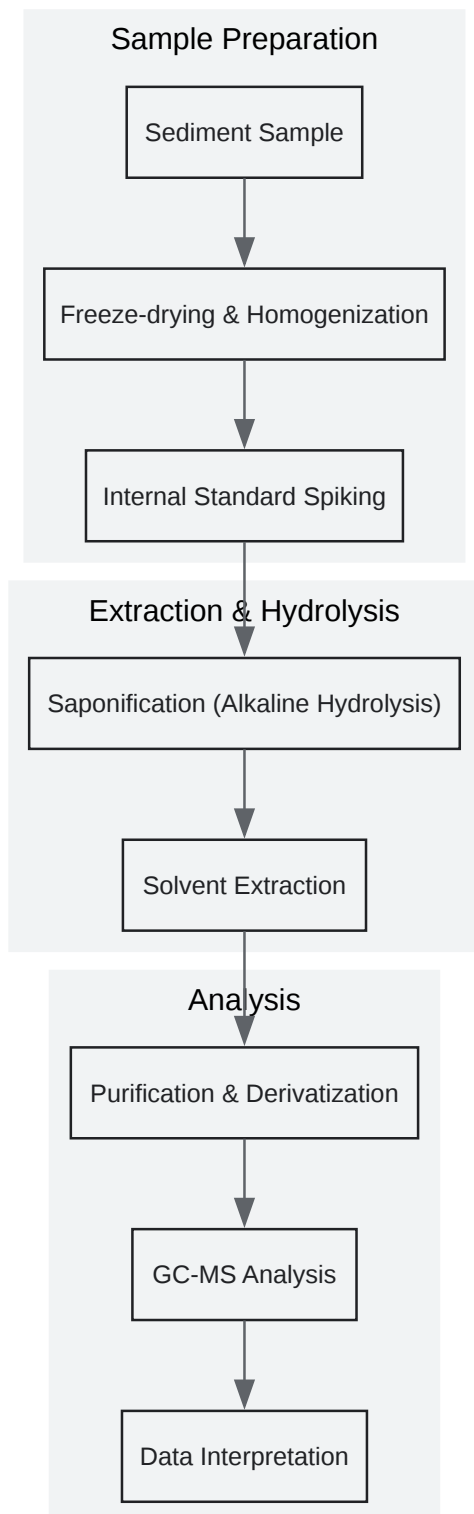 Sample Preparation
Sediment Sample
Freeze-drying & Homogenization
Internal Standard Spiking
Extraction & Hydrolysis
Saponification (Alkaline Hydrolysis)
Solvent Extraction
Analysis
Purification & Derivatization
GC-MS Analysis
Data Interpretation